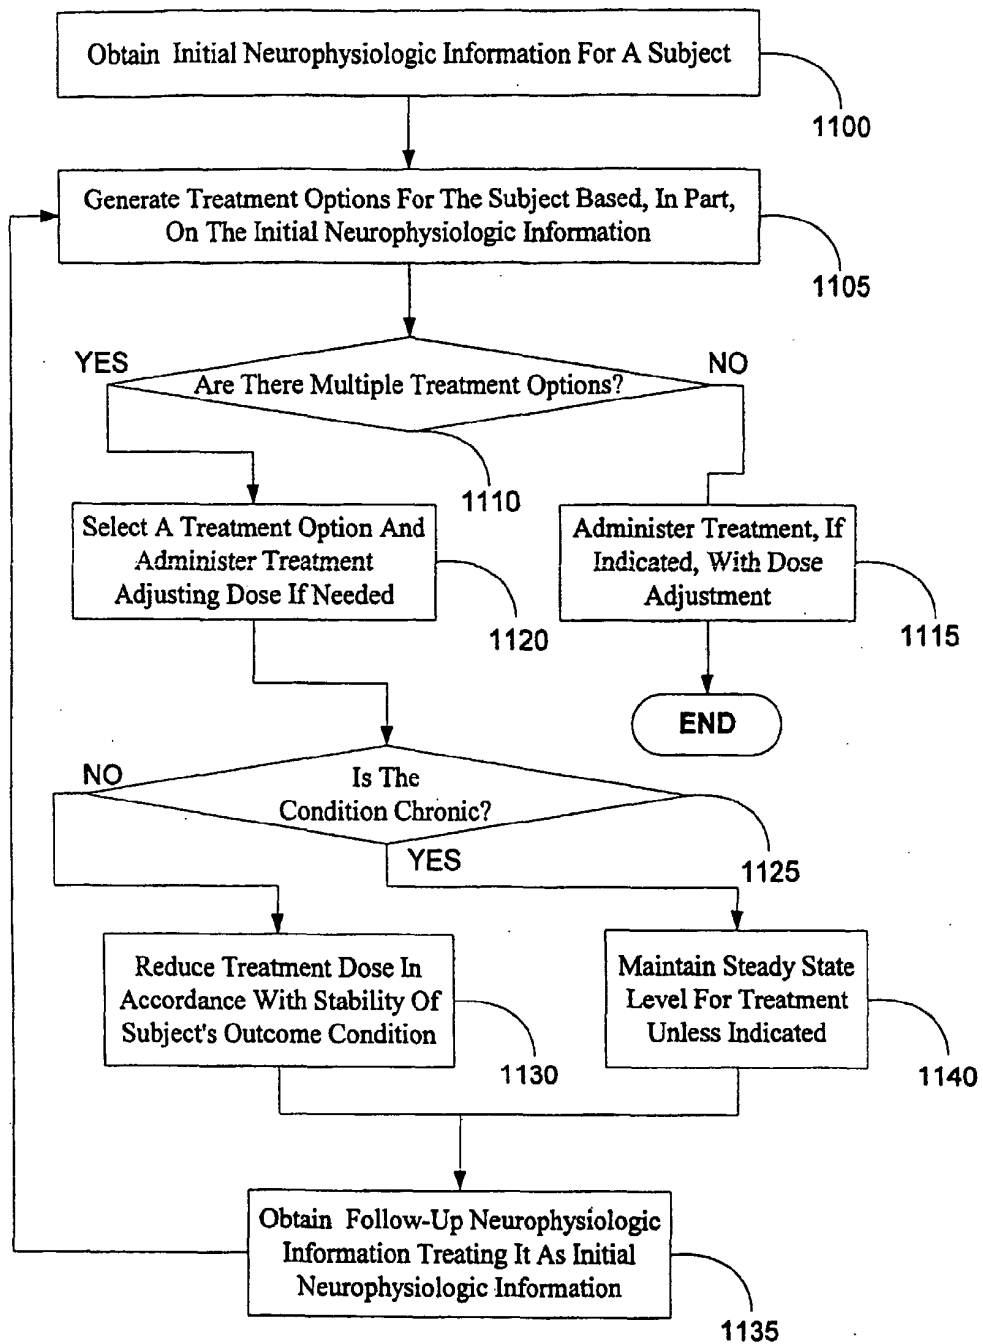 Obtain Initial Neurophysiologic Information For A Subject
1100
Generate Treatment Options For The Subject Based, In Part,
On The Initial Neurophysiologic Information
1105
YES
Are There Multiple Treatment Options?
NO
1110
Select A Treatment Option And
Administer Treatment
Adjusting Dose If Needed
1120
Administer Treatment, If
Indicated, With Dose
Adjustment
1115
END
NO
Is The
Condition Chronic?
YES
1125
Reduce Treatment Dose In
Accordance With Stability Of
Subject's Outcome Condition
1130
Maintain Steady State
Level For Treatment
Unless Indicated
1140
Obtain Follow-Up Neurophysiologic
Information Treating It As Initial
Neurophysiologic Information
1135